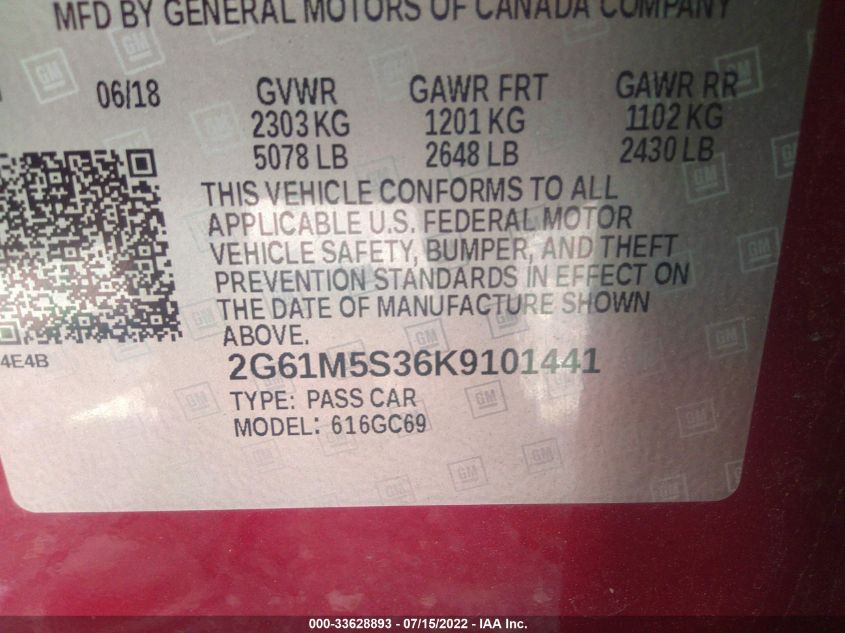 MFD BY GENERAL MOTORS OF CANADA COMPANY
06/18 GVWR GAWR FRT GAWR RR
2303 KG 1201 KG 1102 KG
5078 LB 2648 LB 2430 LB
THIS VEHICLE CONFORMS TO ALL
APPLICABLE U.S. FEDERAL MOTOR
VEHICLE SAFETY, BUMPER, AND THEFT
PREVENTION STANDARDS IN EFFECT ON
THE DATE OF MANUFACTURE SHOWN
ABOVE.
4E4B
2G61M5S36K9101441
TYPE: PASS CAR
MODEL: 616GC69
GM
000-33628893 - 07/15/2022 - IAA Inc.